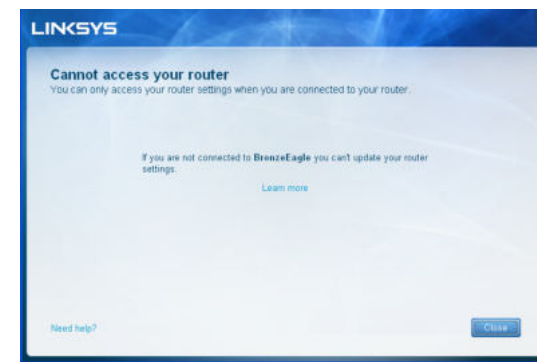 LINKSYS
Cannot access your router
You can only access your router settings when you are connected to your router.
If you are not connected to BronzeEagle you can't update your router
settings.
Learn more
Need help?
Close